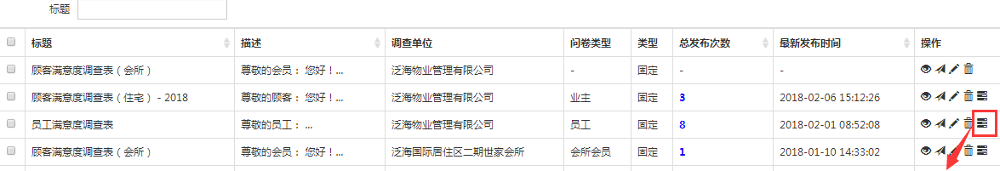 标题
标题 描述 调查单位 问卷类型 类型 总发布次数 最新发布时间 操作
顾客满意度调查表（会所） 尊敬的会员： 您好！... 泛海物业管理有限公司 - 固定 - -
顾客满意度调查表（住宅） - 2018 尊敬的顾客： 您好！... 泛海物业管理有限公司 业主 固定 3 2018-02-06 15:12:26
员工满意度调查表 尊敬的员工： ... 泛海物业管理有限公司 员工 固定 8 2018-02-01 08:52:08
顾客满意度调查表（会所） 尊敬的会员： 您好！... 泛海国际居住区二期世家会所 会所会员 固定 1 2018-01-10 14:33:02